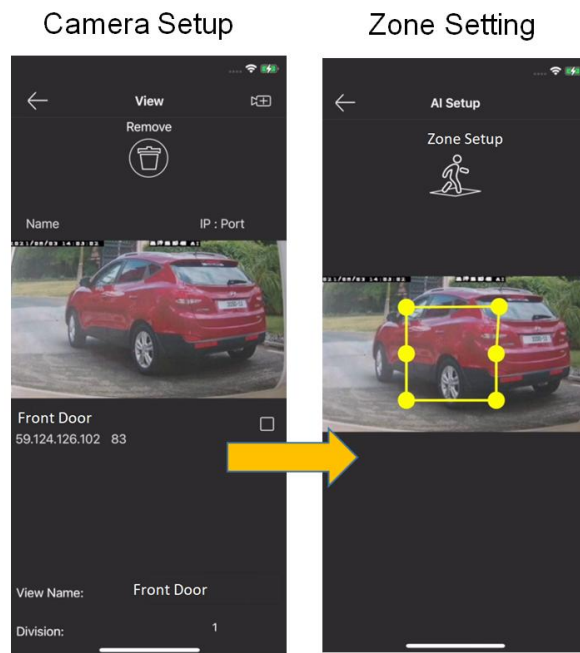 Camera Setup
Zone Setting
View
Remove
Name
IP : Port
Front Door
59.124.126.102 83
View Name: Front Door
Division: 1
AI Setup
Zone Setup